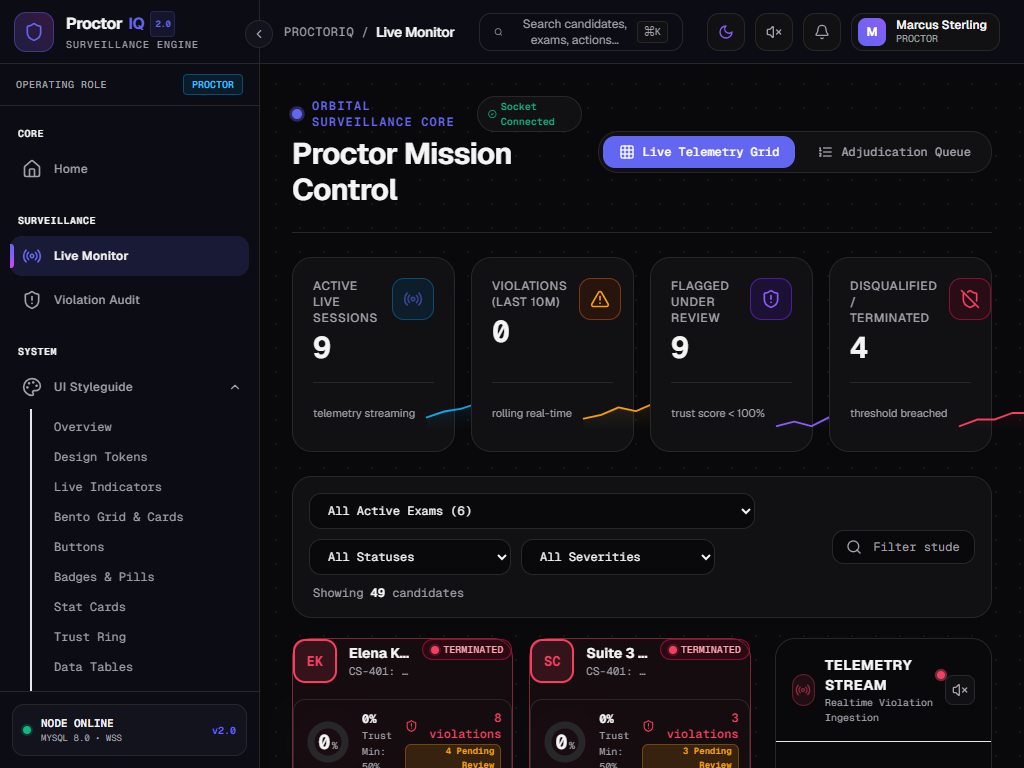 Proctor IQ 2.0
SURVEILLANCE ENGINE
OPERATING ROLE PROCTOR
CORE
Home
SURVEILLANCE
Live Monitor
Violation Audit
SYSTEM
UI Styleguide
Overview
Design Tokens
Live Indicators
Bento Grid & Cards
Buttons
Badges & Pills
Stat Cards
Trust Ring
Data Tables
NODE ONLINE
MYSQL 8.0 • WSS
v2.0
PROCTORIQ / Live Monitor
Search candidates,
exams, actions...
⌘K
M
Marcus Sterling
PROCTOR
ORBITAL
SURVEILLANCE CORE
Socket
Connected
Proctor Mission
Control
Live Telemetry Grid
Adjudication Queue
ACTIVE
LIVE
SESSIONS
9
telemetry streaming
VIOLATIONS
(LAST 10M)
0
rolling real-time
FLAGGED
UNDER
REVIEW
9
trust score < 100%
DISQUALIFIED
/
TERMINATED
4
threshold breached
All Active Exams (6)
All Statuses
All Severities
Filter stude
Showing 49 candidates
EK
Elena K...
TERMINATED
CS-401: …
0%
0%
Trust
Min:
50%
8
violations
4 Pending
Review
SC
Suite 3 ...
TERMINATED
CS-401: …
0%
0%
Trust
Min:
50%
3
violations
3 Pending
Review
TELEMETRY
STREAM
Realtime Violation
Ingestion